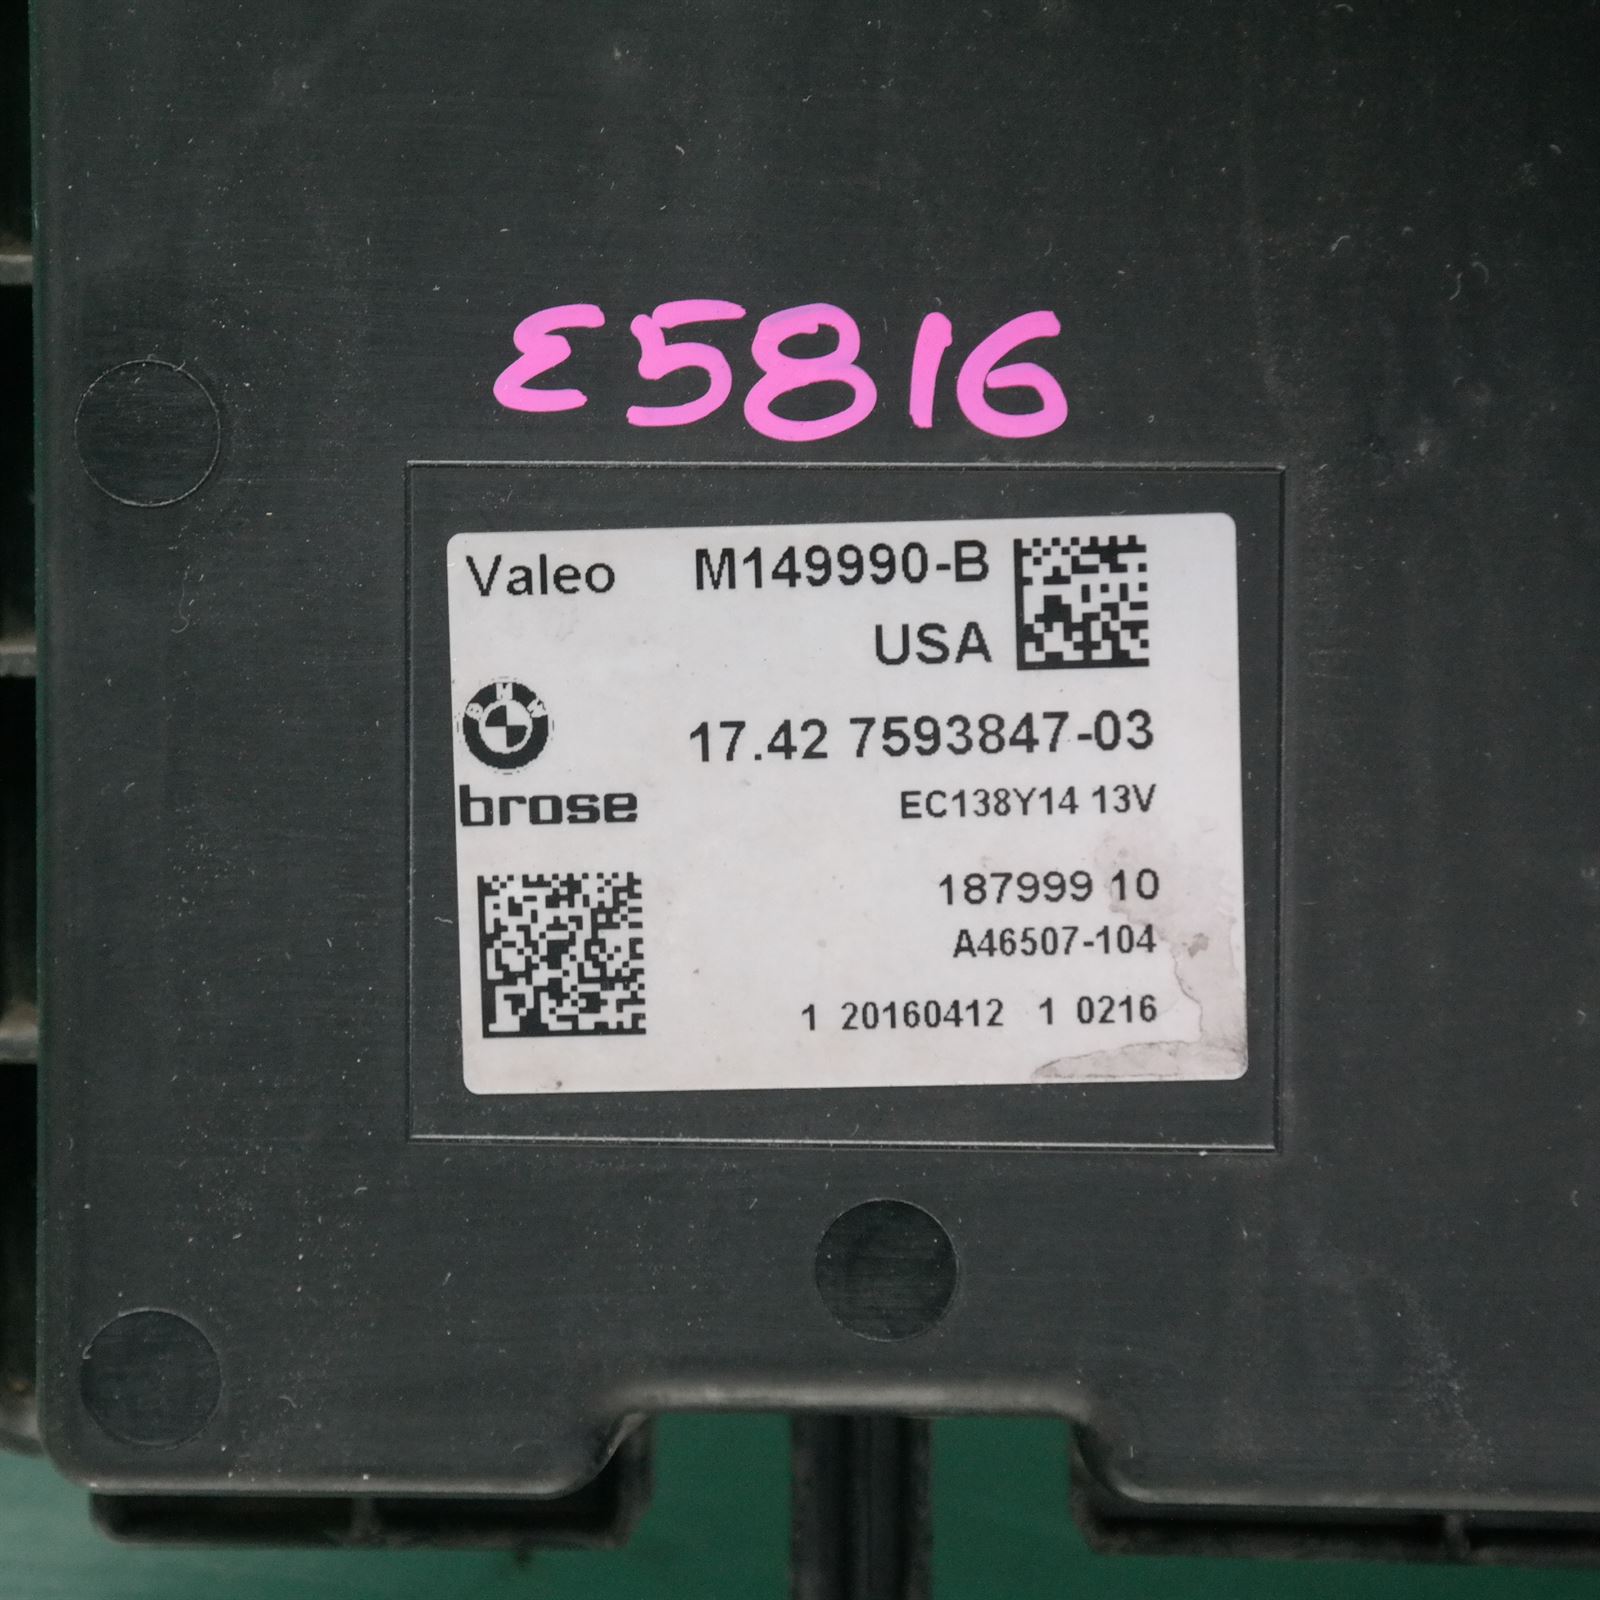 E5816
Valeo M149990-B
USA
BMW
17.42 7593847-03
brose
EC138Y14 13V
187999 10
A46507-104
1 20160412 1 0216